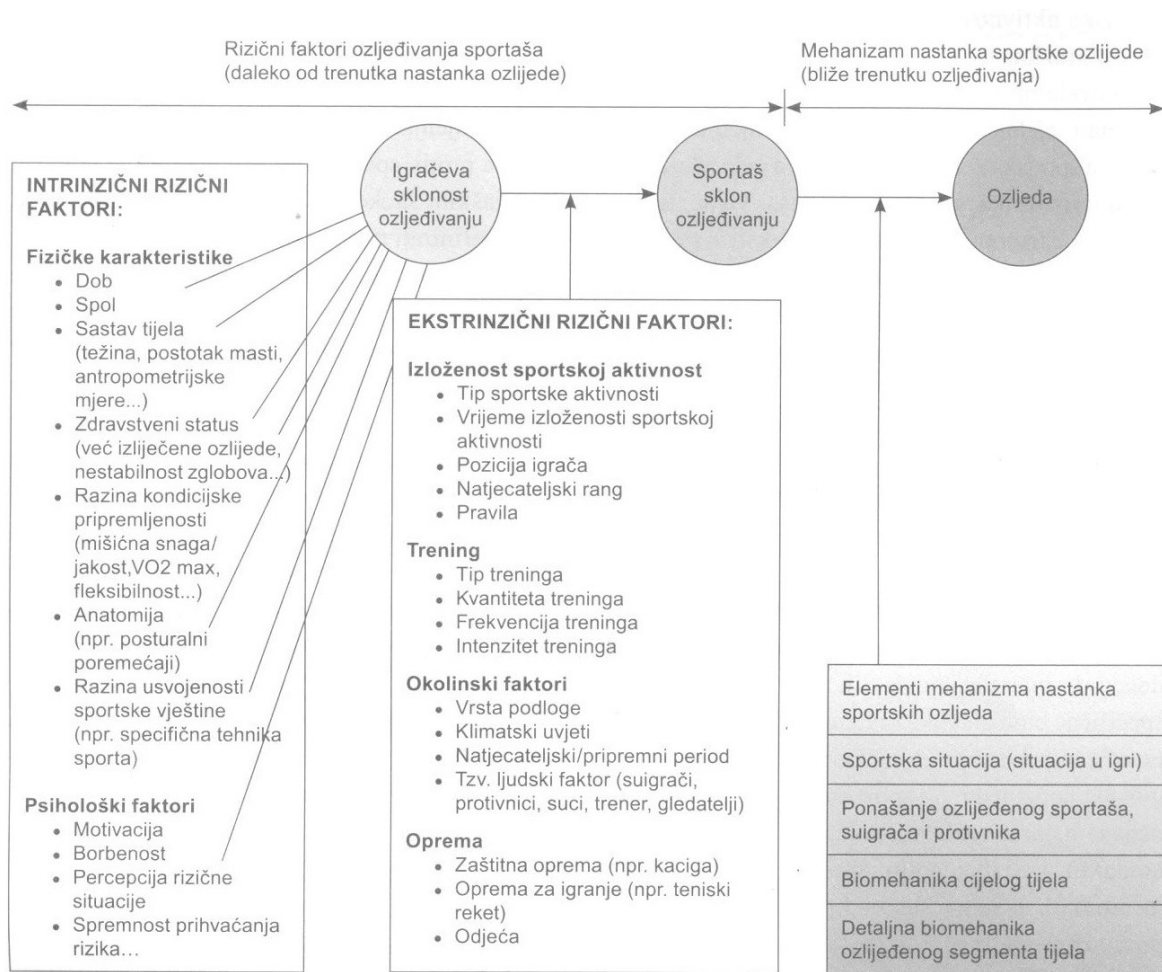 Rizični faktori ozljeđivanja sportaša
(daleko od trenutka nastanka ozlijede)
Mehanizam nastanka sportske ozlijede
(bliže trenutku ozljeđivanja)
Igračeva
sklonost
ozljeđivanju
Sportaš
sklon
ozljeđivanju
Ozljeda
INTRINZIČNI RIZIČNI
FAKTORI:
Fizičke karakteristike
• Dob
• Spol
• Sastav tijela
(težina, postotak masti,
antropometrijske
mjere...)
• Zdravstveni status
(već izliječene ozlijede,
nestabilnost zglobova...)
• Razina kondicijske
pripremljenosti
(mišićna snaga/
jakost,VO2 max,
fleksibilnost...)
• Anatomija
(npr. posturalni
poremećaji)
• Razina usvojenosti
sportske vještine
(npr. specifična tehnika
sporta)
Psihološki faktori
• Motivacija
• Borbenost
• Percepcija rizične
situacije
• Spremnost prihvaćanja
rizika...
EKSTRINZIČNI RIZIČNI FAKTORI:
Izloženost sportskoj aktivnost
• Tip sportske aktivnosti
• Vrijeme izloženosti sportskoj
aktivnosti
• Pozicija igrača
• Natjecateljski rang
• Pravila
Trening
• Tip treninga
• Kvantiteta treninga
• Frekvencija treninga
• Intenzitet treninga
Okolinski faktori
• Vrsta podloge
• Klimatski uvjeti
• Natjecateljski/pripremni period
• Tzv. ljudski faktor (suigrači,
protivnici, suci, trener, gledatelji)
Oprema
• Zaštitna oprema (npr. kaciga)
• Oprema za igranje (npr. teniski
reket)
• Odjeća
Elementi mehanizma nastanka
sportskih ozljeda
Sportska situacija (situacija u igri)
Ponašanje ozlijeđenog sportaša,
suigrača i protivnika
Biomehanika cijelog tijela
Detaljna biomehanika
ozlijeđenog segmenta tijela